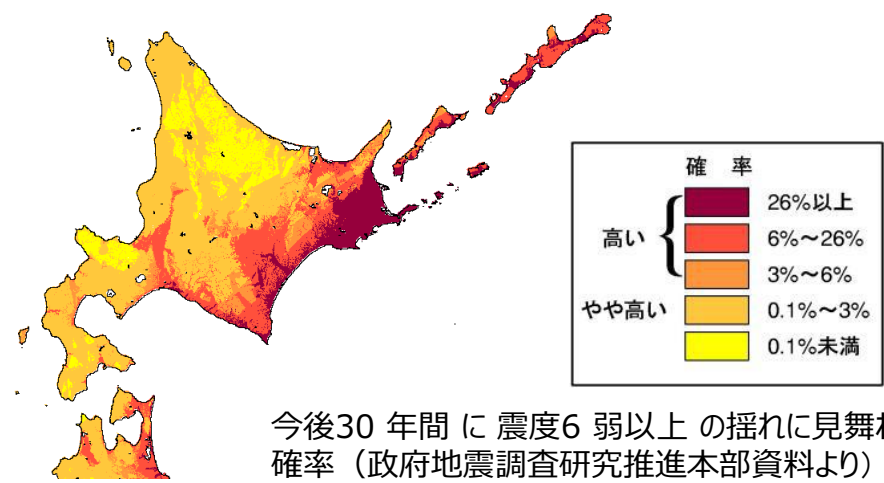 確 率
高い
やや高い
26%以上
6%～26%
3%～6%
0.1%～3%
0.1%未満
今後30 年間 に 震度6 弱以上 の揺れに見舞
確率（政府地震調査研究推進本部資料より）